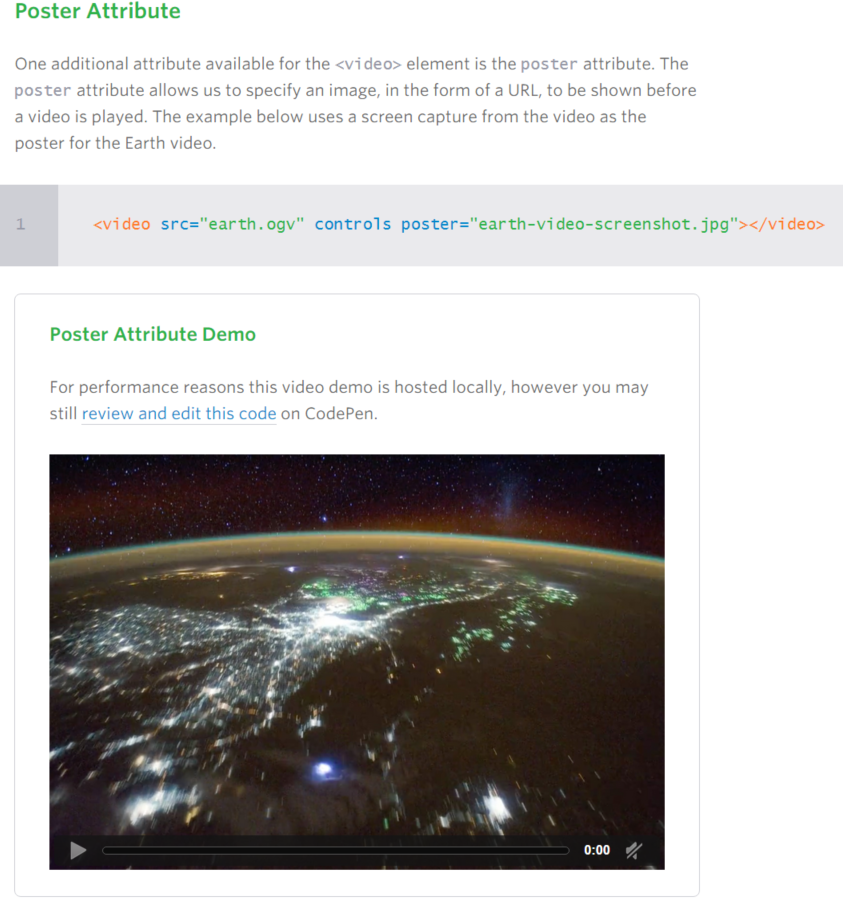 Poster Attribute
One additional attribute available for the <video> element is the poster attribute. The
poster attribute allows us to specify an image, in the form of a URL, to be shown before
a video is played. The example below uses a screen capture from the video as the
poster for the Earth video.
1 <video src="earth.ogv" controls poster="earth-video-screenshot.jpg"></video>
Poster Attribute Demo
For performance reasons this video demo is hosted locally, however you may
still review and edit this code on CodePen.
0:00